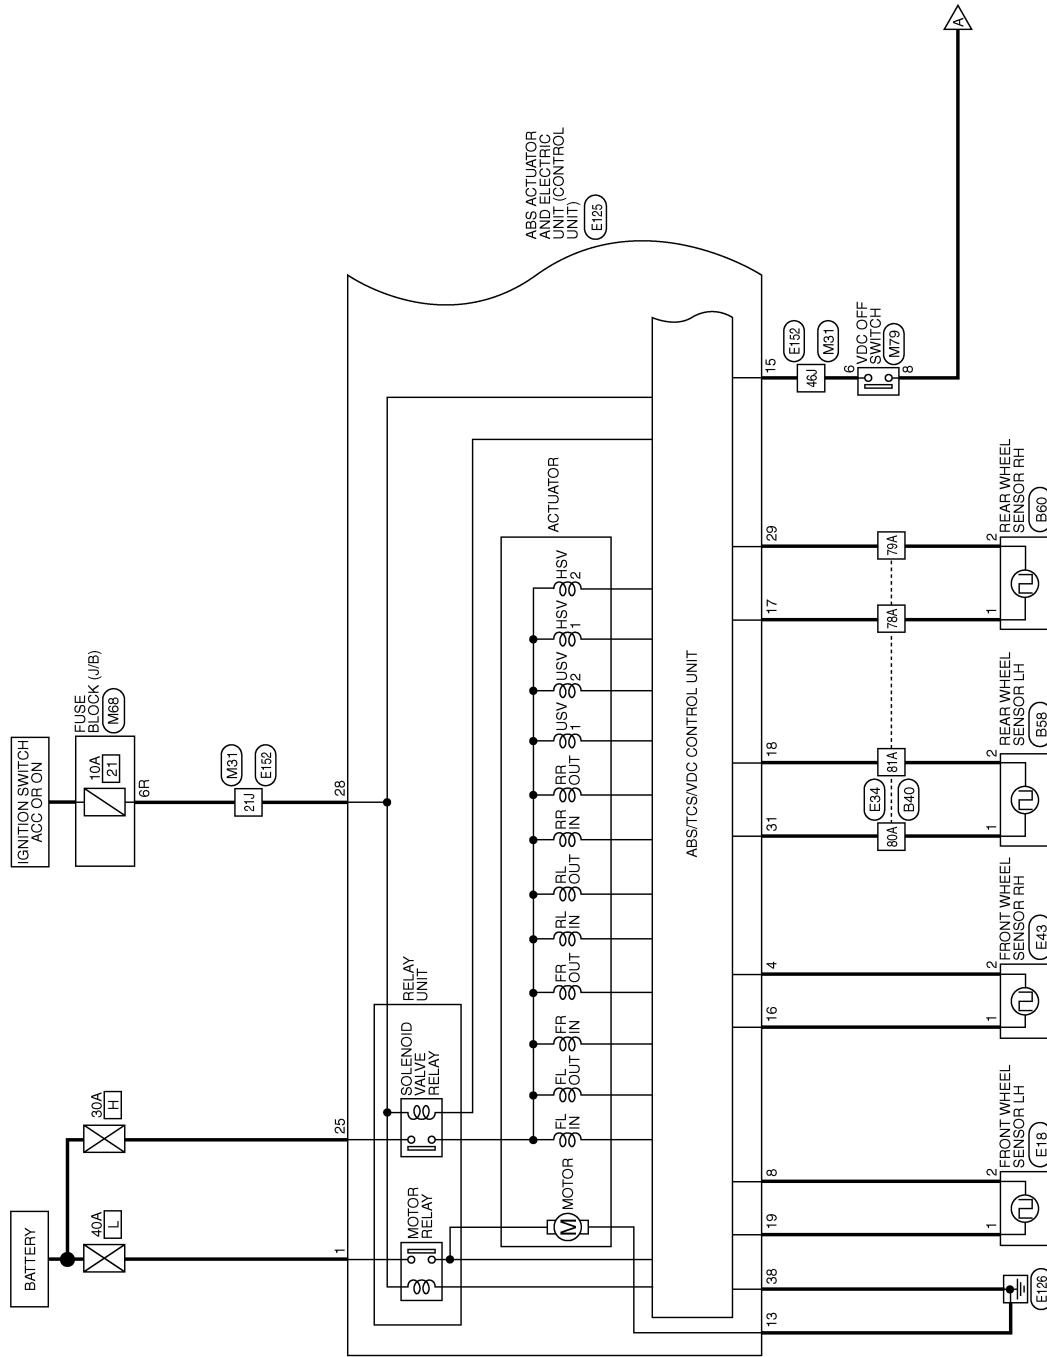 BATTERY
40A
L
30A
H
IGNITION SWITCH
ACC OR ON
10A
21
FUSE
BLOCK (J/B)
M68
6R
21J
M31
E152
1
25
28
RELAY
UNIT
MOTOR
RELAY
SOLENOID
VALVE
RELAY
ABS ACTUATOR
AND ELECTRIC
UNIT (CONTROL
UNIT)
E125
ACTUATOR
M
MOTOR
FL
IN
FL
OUT
FR
IN
FR
OUT
RL
IN
RL
OUT
RR
IN
RR
OUT
USV
1
USV
2
HSV
1
HSV
2
ABS/TCS/VDC CONTROL UNIT
13
38
19
8
16
4
31
18
17
29
15
E126
1
2
FRONT WHEEL
SENSOR LH
E18
1
2
FRONT WHEEL
SENSOR RH
E43
80A
81A
E34
B40
1
2
REAR WHEEL
SENSOR LH
B58
78A
79A
1
2
REAR WHEEL
SENSOR RH
B60
46J
E152
M31
6
8
VDC OFF
SWITCH
M79
A